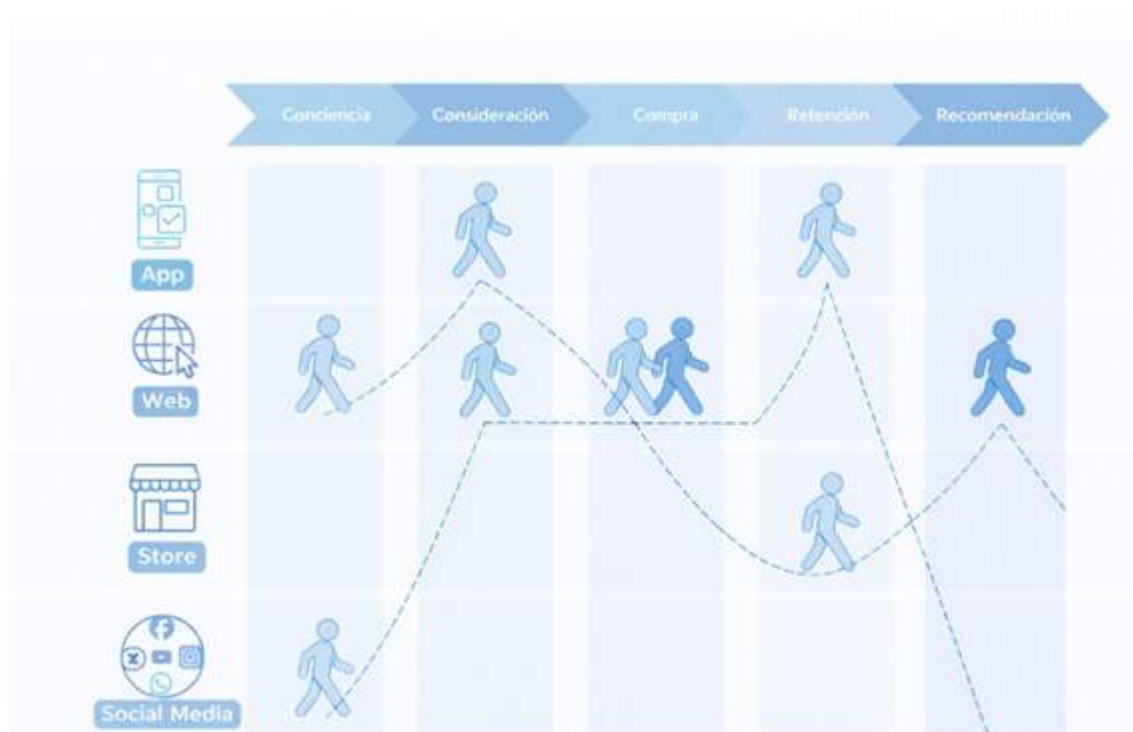 Conciencia Consideración Compra Retención Recomendación
App
Web
Store
Social Media